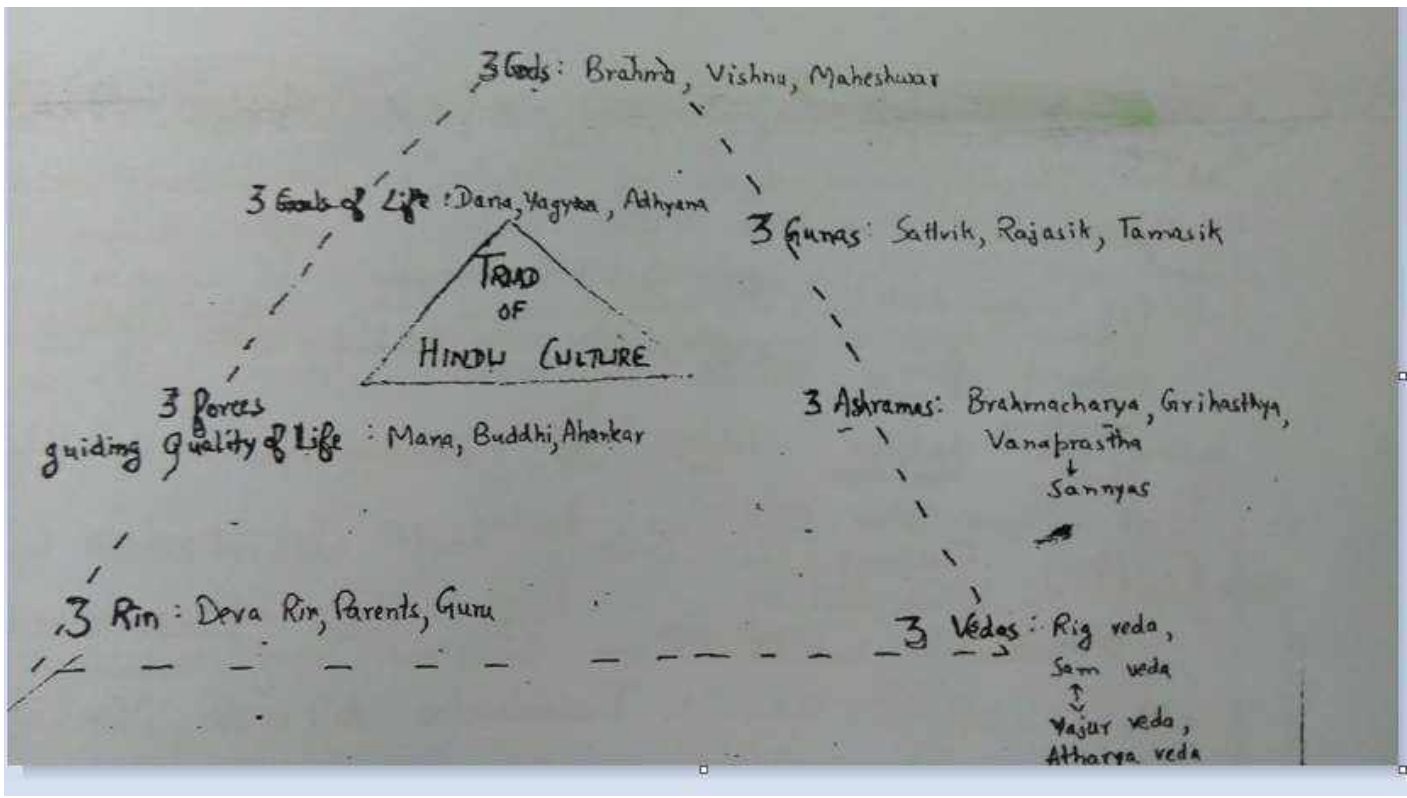 3 Gods: Brahma, Vishnu, Maheshwar
3 Goals of Life: Dana, Yagyna, Adhyana
3 Gunas: Sattvik, Rajasik, Tamasik
TRIAD
OF
HINDU CULTURE
3 Forces
guiding quality of Life: Mana, Buddhi, Ahankar
3 Ashramas: Brahmacharya, Grihasthya,
Vanaprastha
Sannyas
3 Rin: Deva Rin, Parents, Guru
3 Vedas: Rig veda,
Sam veda
Yajur veda,
Atharva veda